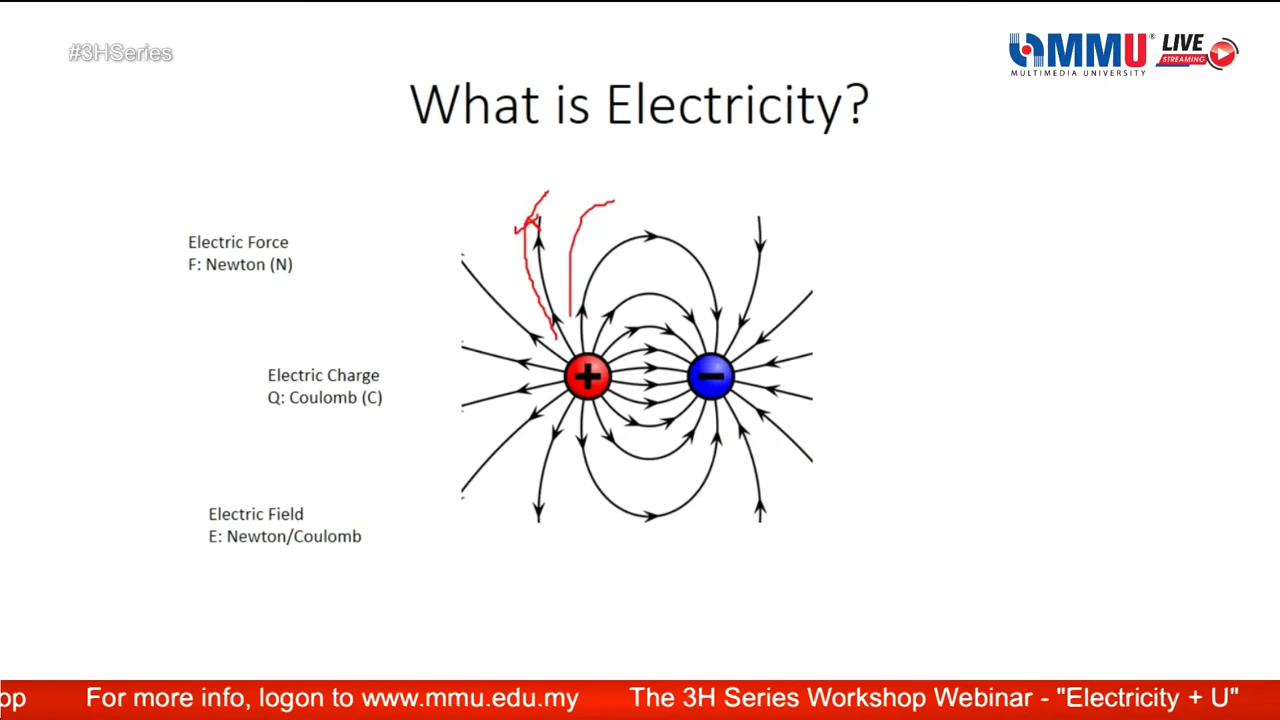 #3HSeries
MMU® LIVE
STREAMING
MULTIMEDIA UNIVERSITY
What is Electricity?
Electric Force
F: Newton (N)
Electric Charge
Q: Coulomb (C)
+
−
Electric Field
E: Newton/Coulomb
op For more info, logon to www.mmu.edu.my The 3H Series Workshop Webinar - "Electricity + U"